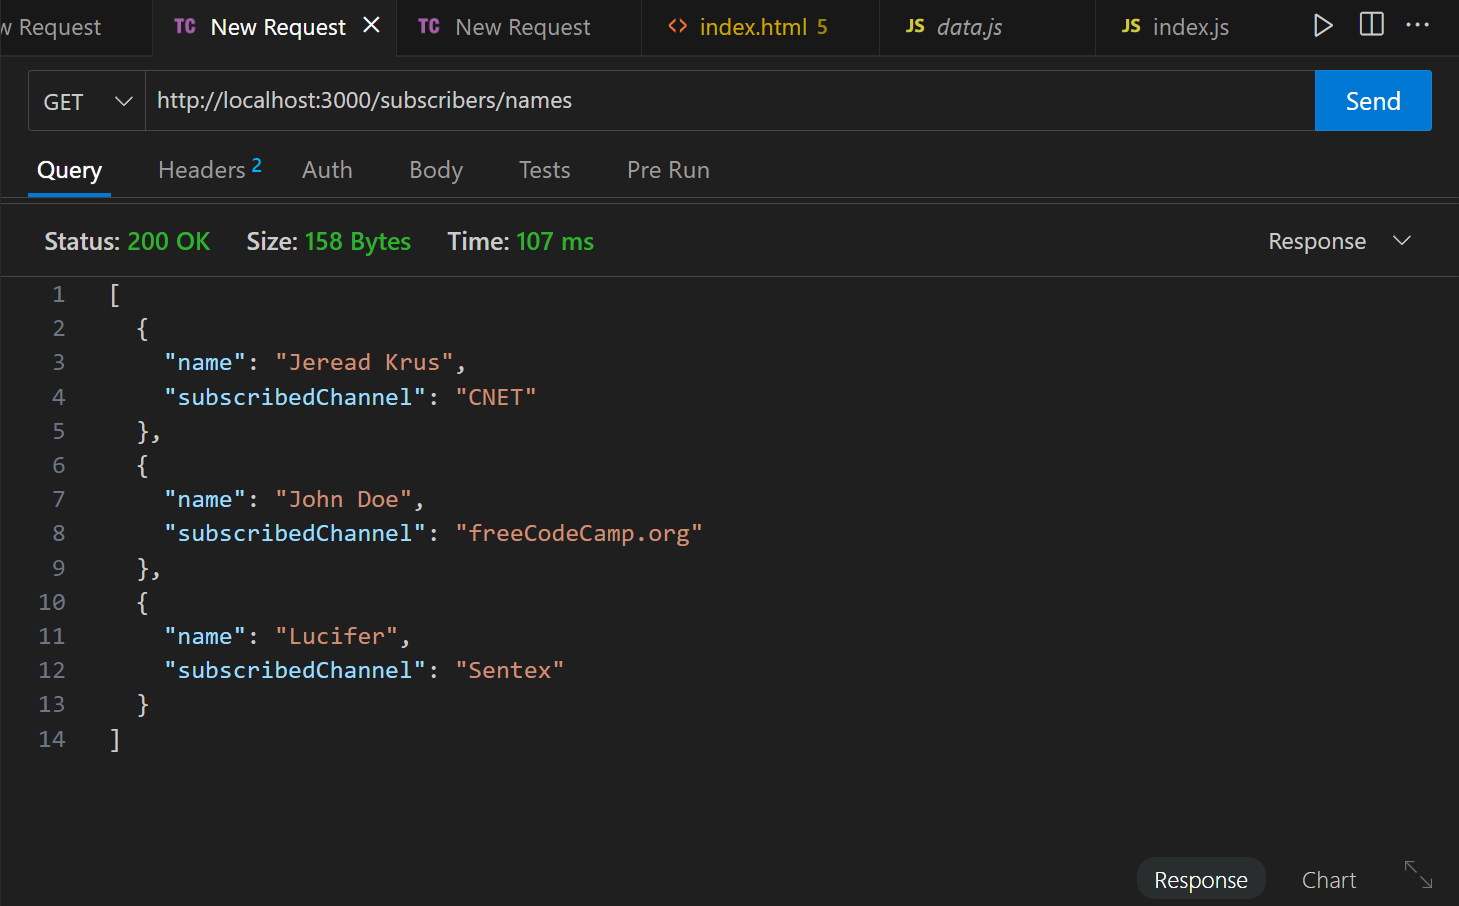 w Request TC New Request TC New Request <> index.html 5 JS data.js JS index.js
GET http://localhost:3000/subscribers/names Send
Query Headers 2 Auth Body Tests Pre Run
Status: 200 OK Size: 158 Bytes Time: 107 ms Response
1 [
2 {
3 "name": "Jeread Krus",
4 "subscribedChannel": "CNET"
5 },
6 {
7 "name": "John Doe",
8 "subscribedChannel": "freeCodeCamp.org"
9 },
10 {
11 "name": "Lucifer",
12 "subscribedChannel": "Sentex"
13 }
14 ]
Response Chart